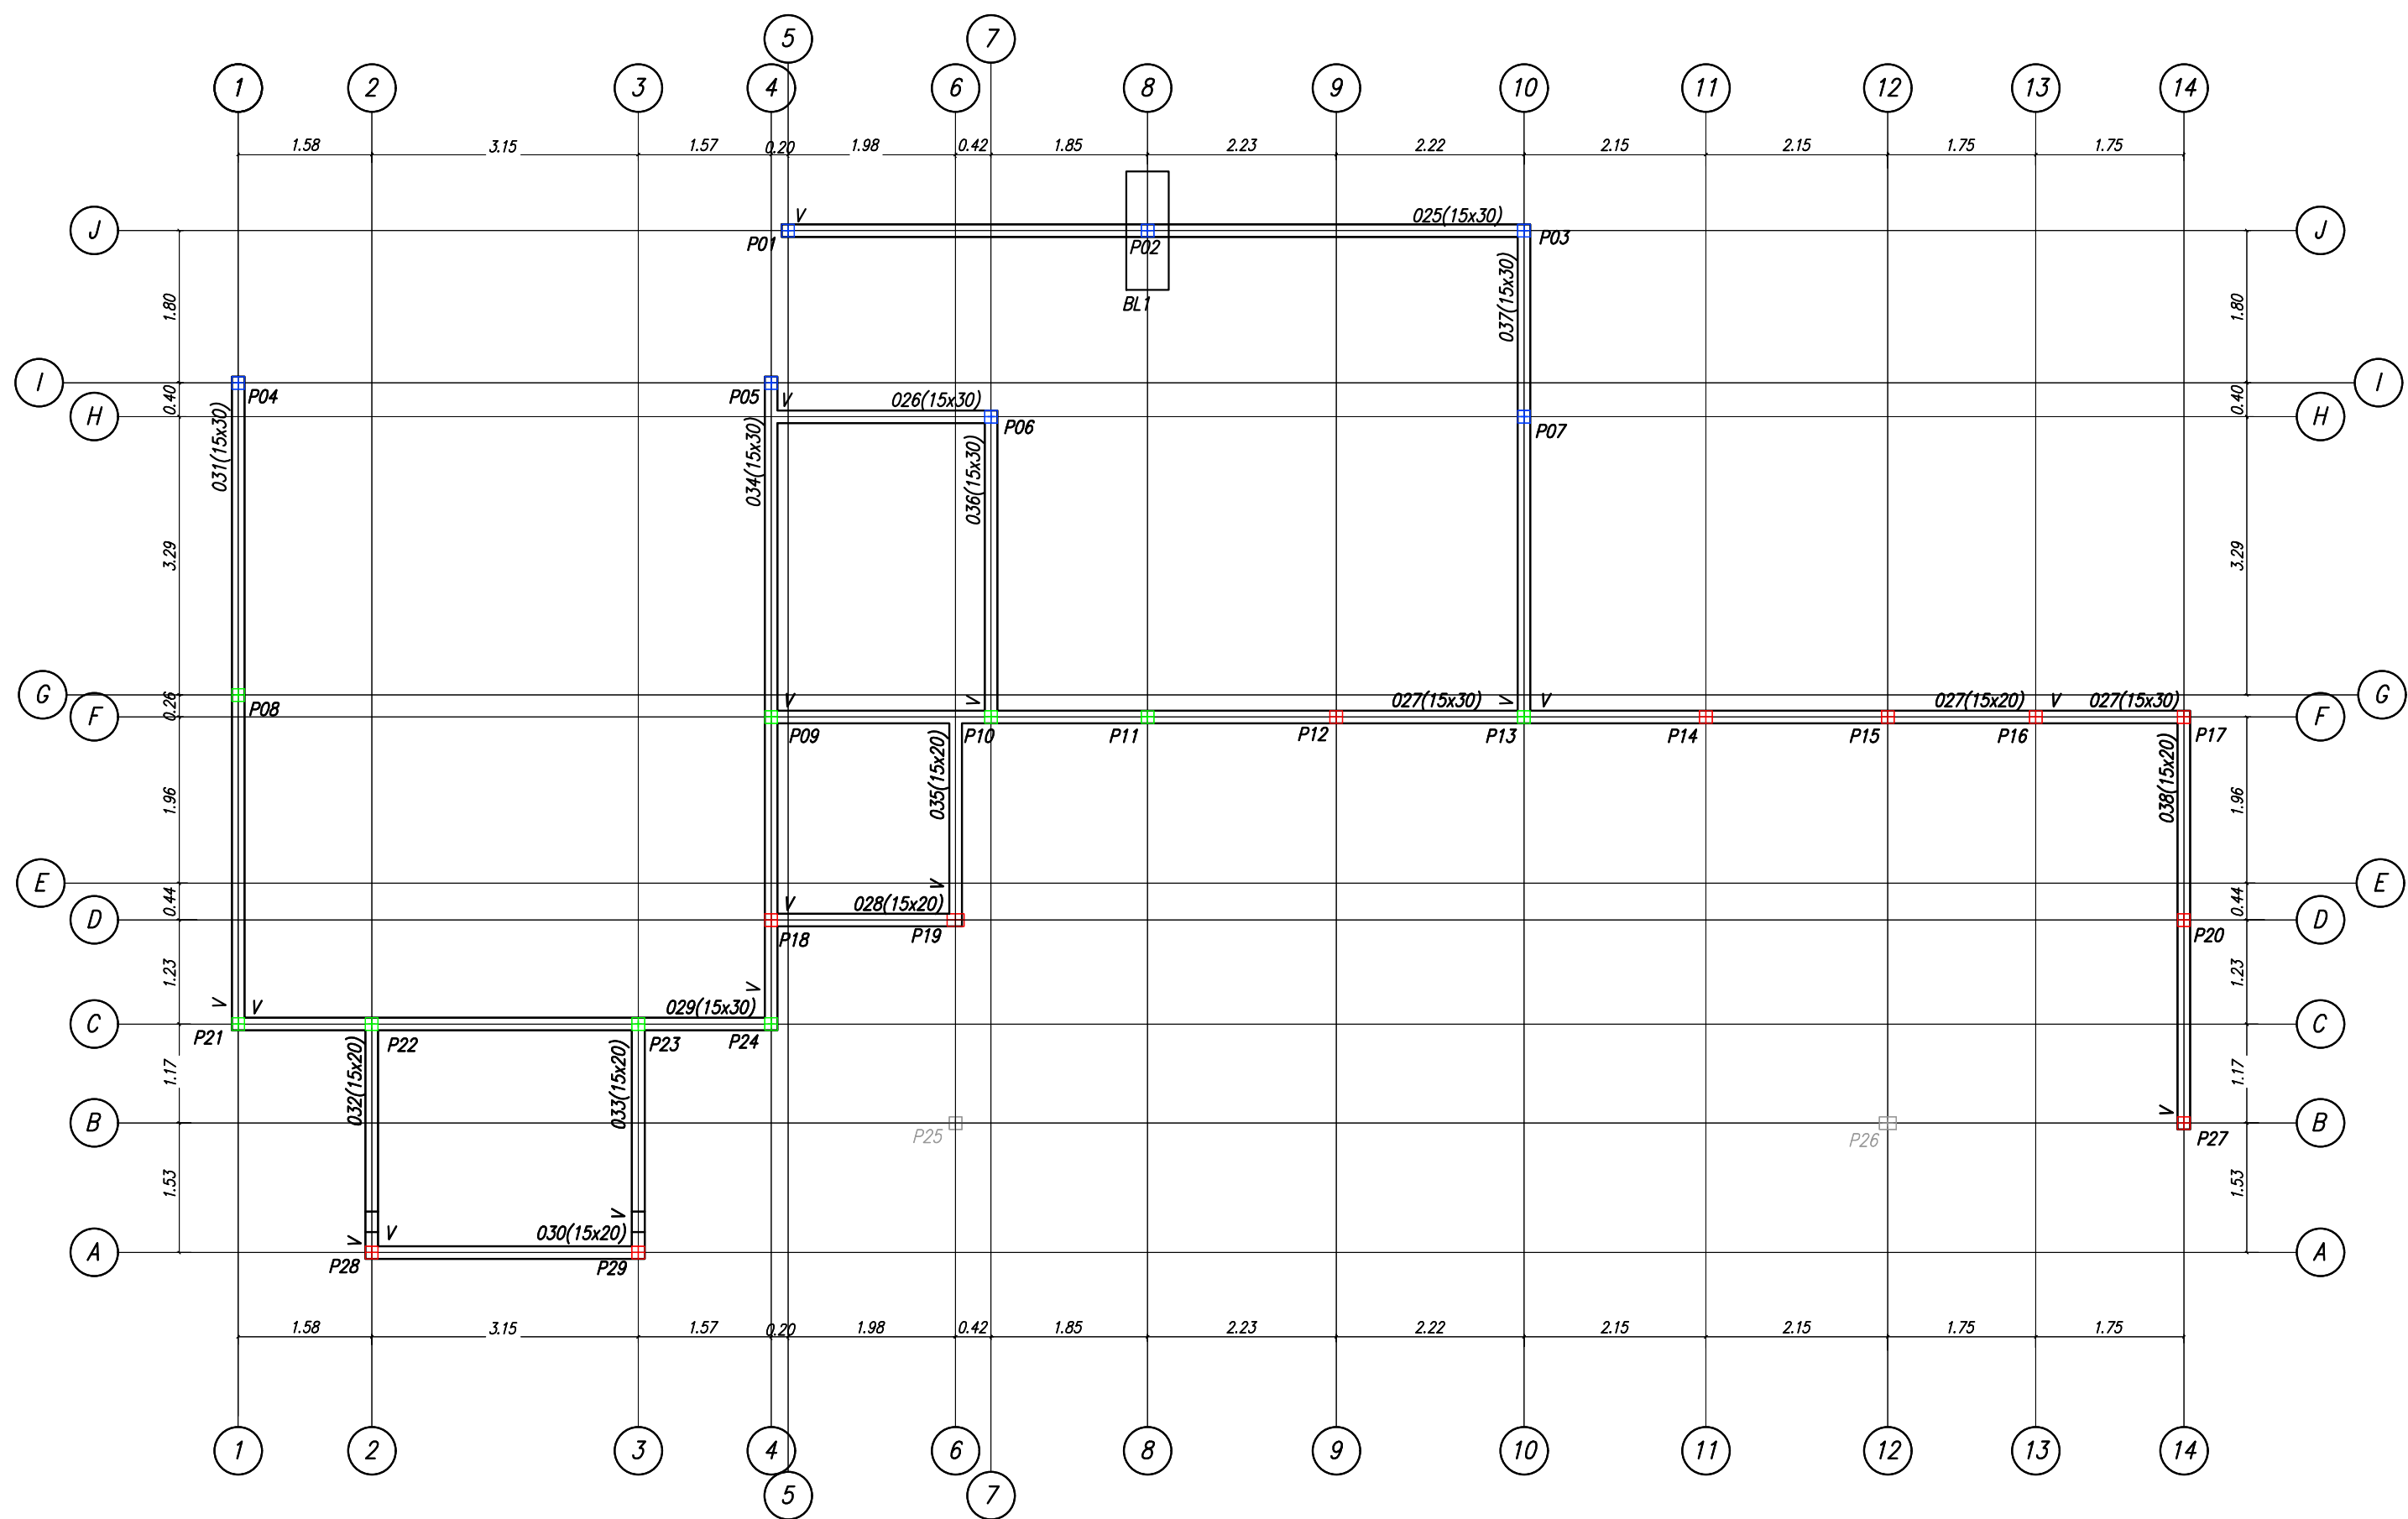 5 7
1 2 3 4 6 8 9 10 11 12 13 14
1.58 3.15 1.57 0.20 1.98 0.42 1.85 2.23 2.22 2.15 2.15 1.75 1.75
J V 025(15x30) J
P01 P02 P03
037(15x30)
BL1
1.80 1.80
I P04 P05 I
0.40 V 026(15x30) 0.40
H P06 P07 H
031(15x30) 034(15x30) 036(15x30)
3.29 3.29
G G
P08
0.26
V V 027(15x30) V V 027(15x20) V 027(15x30)
F F
P09 P10 P11 P12 P13 P14 P15 P16 P17
035(15x20) 038(15x20)
1.96 1.96
E V E
0.44 V 028(15x20) 0.44
D D
P18 P19 P20
1.23 1.23
V V V 029(15x30)
C C
P21 P22 P23 P24
032(15x20) 033(15x20)
1.17 1.17
B V B
P25 P26 P27
1.53 1.53
V V 030(15x20) V
A A
P28 P29
1.58 3.15 1.57 0.20 1.98 0.42 1.85 2.23 2.22 2.15 2.15 1.75 1.75
1 2 3 4 6 8 9 10 11 12 13 14
5 7